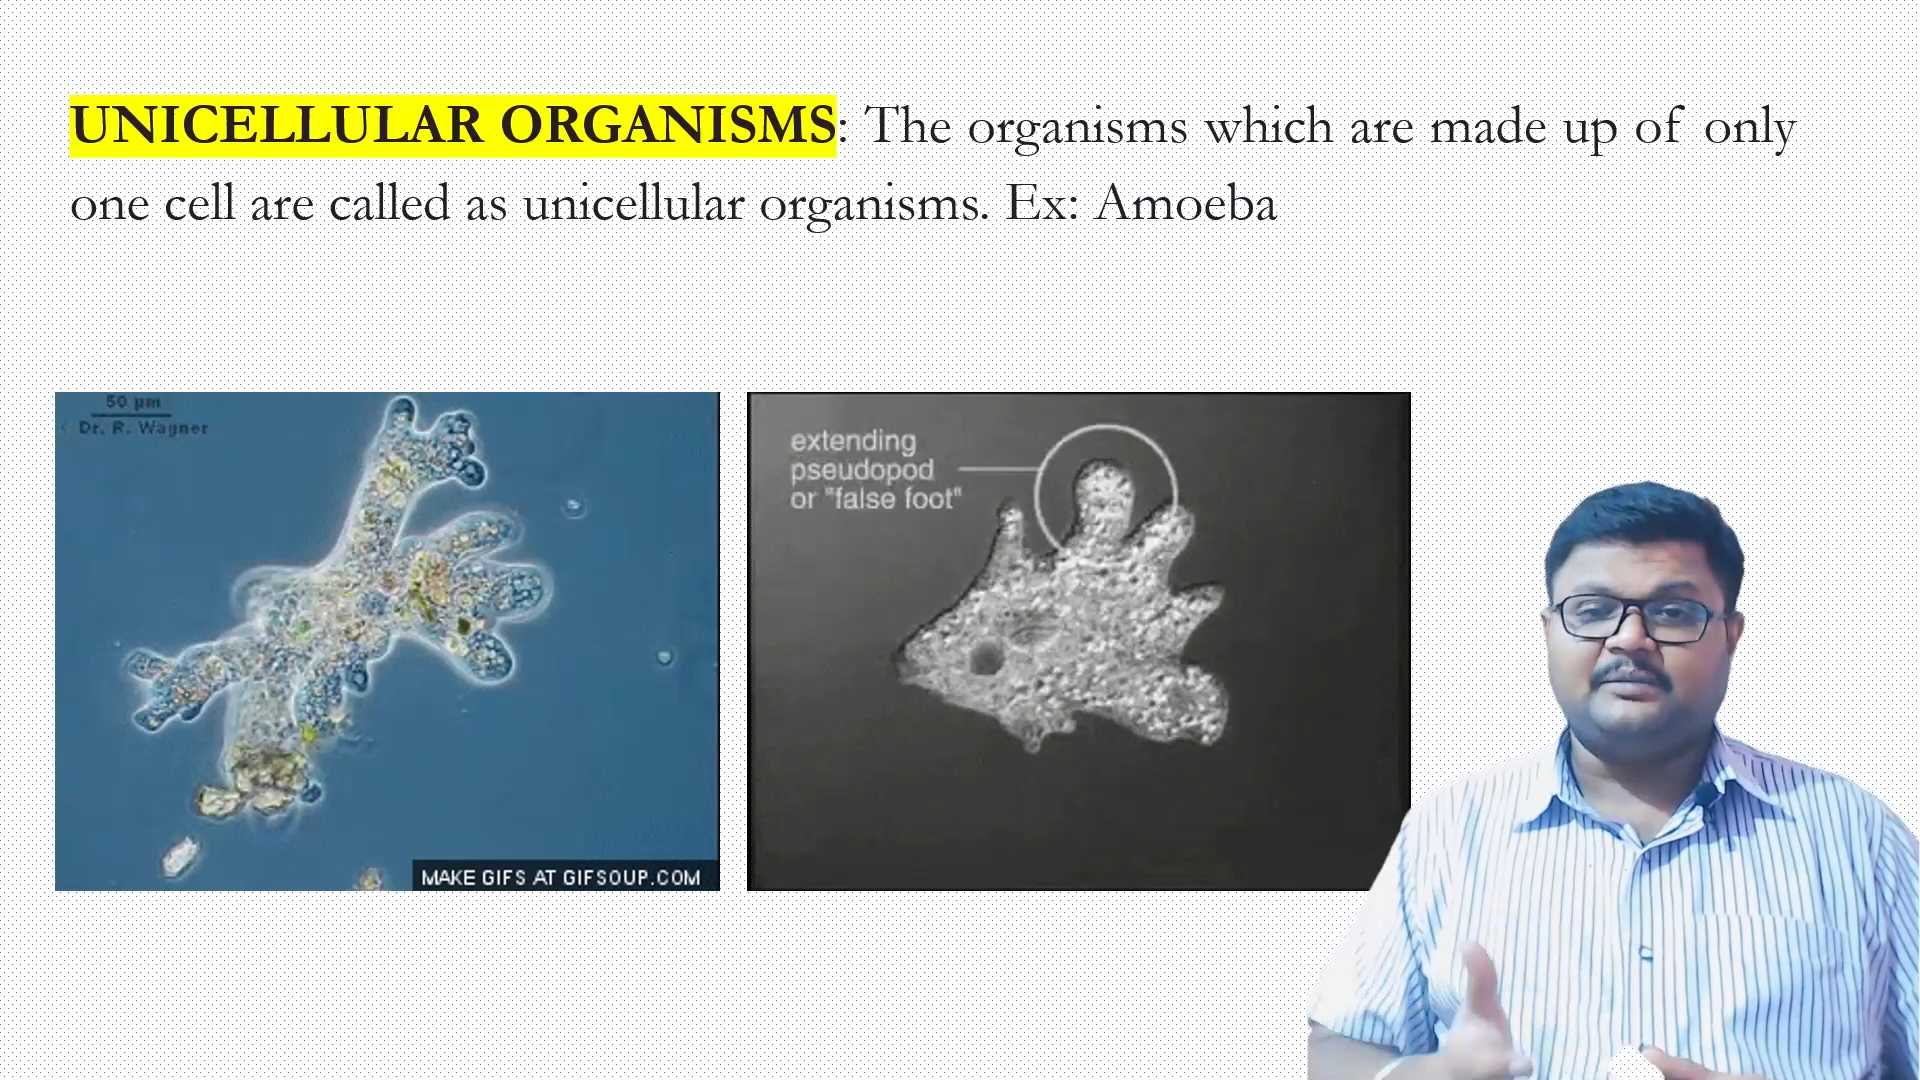 UNICELLULAR ORGANISMS: The organisms which are made up of only
one cell are called as unicellular organisms. Ex: Amoeba
50 µm
Dr. R. Wagner
MAKE GIFS AT GIFSOUP.COM
extending
pseudopod
or "false foot"